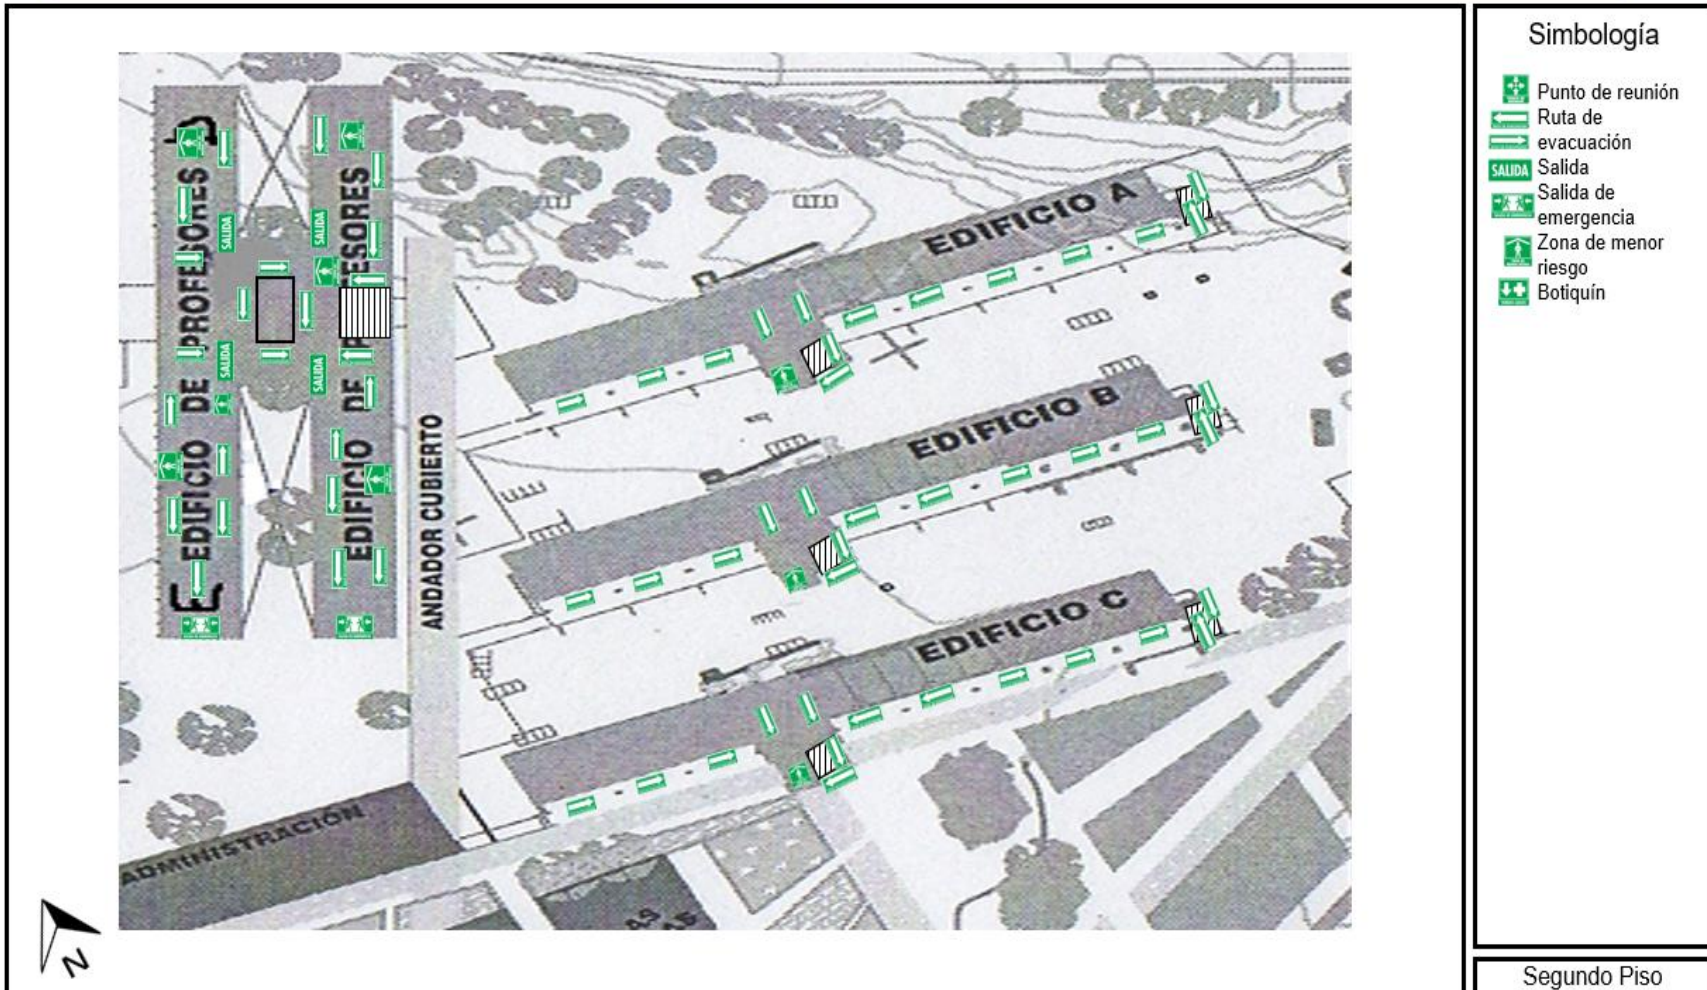 EDIFICIO DE PROFESORES
SALIDA
SALIDA
EDIFICIO DE PROFESORES
SALIDA
SALIDA
ANDADOR CUBIERTO
EDIFICIO A
EDIFICIO B
EDIFICIO C
ADMINISTRACIÓN
N
Simbología
Punto de reunión
Ruta de
evacuación
SALIDA Salida
Salida de
emergencia
Zona de menor
riesgo
Botiquín
Segundo Piso